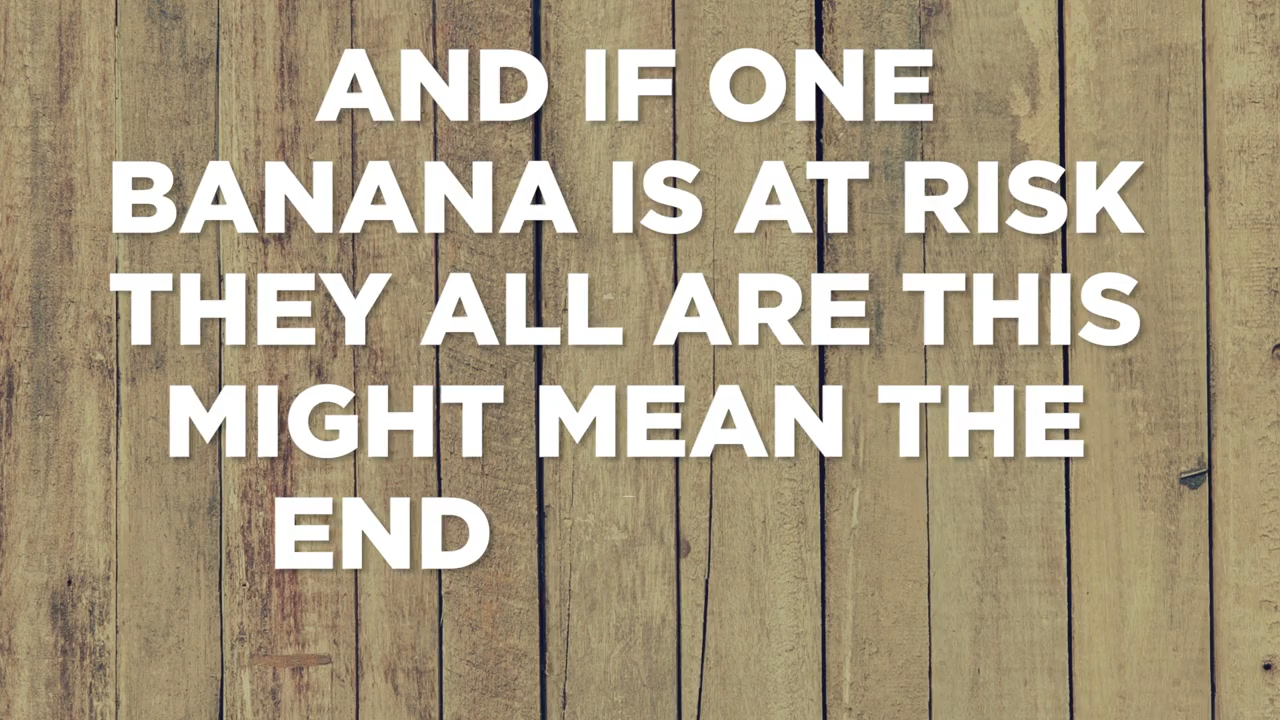 AND IF ONE
BANANA IS AT RISK
THEY ALL ARE THIS
MIGHT MEAN THE
END